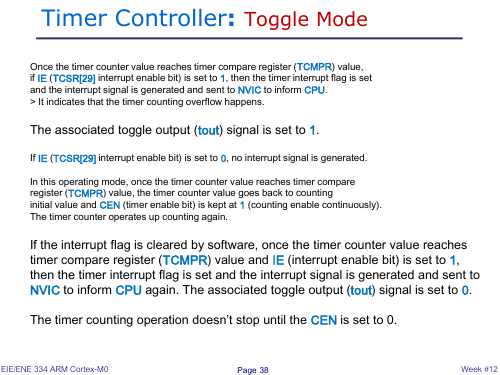 Timer Controller: Toggle Mode
Once the timer counter value reaches timer compare register (TCMPR) value,
if IE (TCSR[29] interrupt enable bit) is set to 1, then the timer interrupt flag is set
and the interrupt signal is generated and sent to NVIC to inform CPU.
> It indicates that the timer counting overflow happens.
The associated toggle output (tout) signal is set to 1.
If IE (TCSR[29] interrupt enable bit) is set to 0, no interrupt signal is generated.
In this operating mode, once the timer counter value reaches timer compare
register (TCMPR) value, the timer counter value goes back to counting
initial value and CEN (timer enable bit) is kept at 1 (counting enable continuously).
The timer counter operates up counting again.
If the interrupt flag is cleared by software, once the timer counter value reaches
timer compare register (TCMPR) value and IE (interrupt enable bit) is set to 1,
then the timer interrupt flag is set and the interrupt signal is generated and sent to
NVIC to inform CPU again. The associated toggle output (tout) signal is set to 0.
The timer counting operation doesn't stop until the CEN is set to 0.
EIE/ENE 334 ARM Cortex-M0
Page 38
Week #12